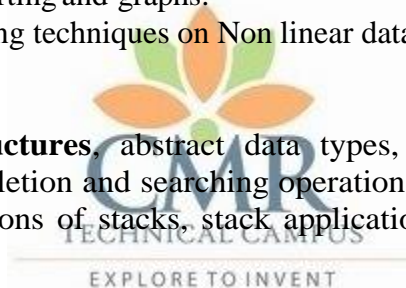 rting and graphs.
ng techniques on Non linear data
uctures, abstract data types,
CMR
letion and searching operation
ons of stacks, stack applicatio
TECHNICAL CAMPUS
EXPLORE TO INVENT